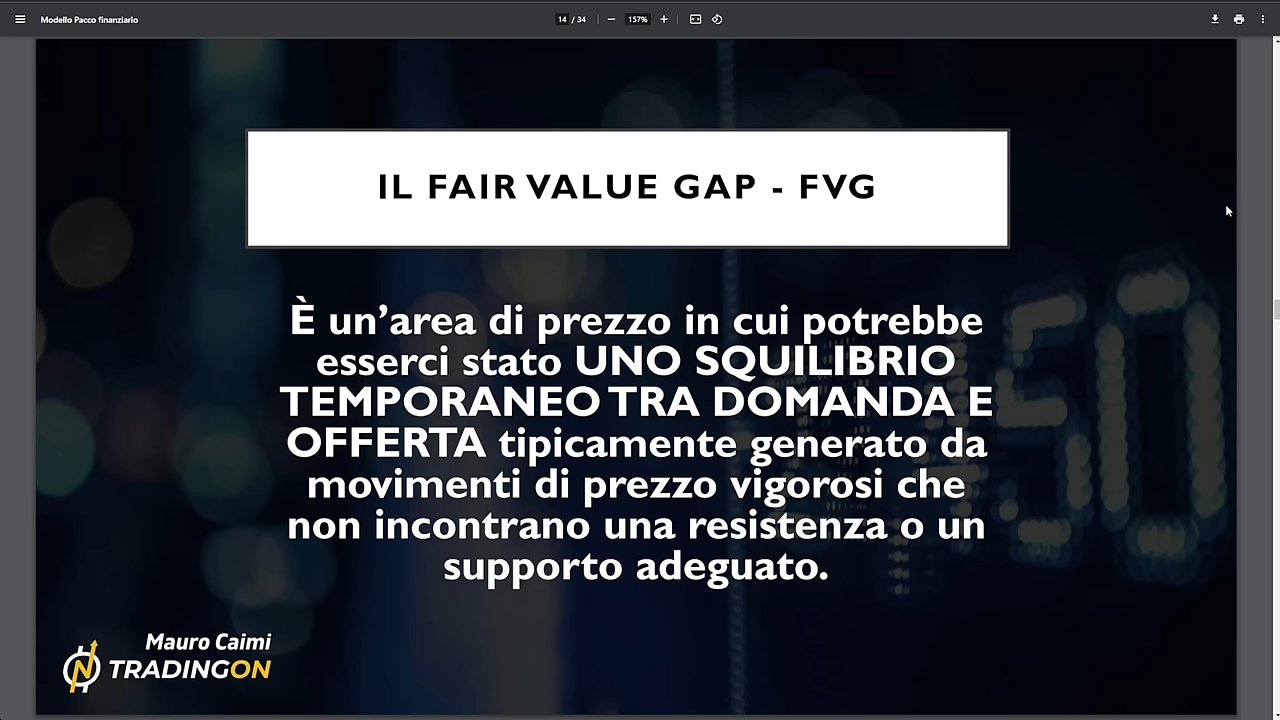 Modello Pacco finanziario
14 / 34
157%
IL FAIR VALUE GAP - FVG
È un’area di prezzo in cui potrebbe
esserci stato UNO SQUILIBRIO
TEMPORANEO TRA DOMANDA E
OFFERTA tipicamente generato da
movimenti di prezzo vigorosi che
non incontrano una resistenza o un
supporto adeguato.
50
Mauro Caimi
TRADINGON